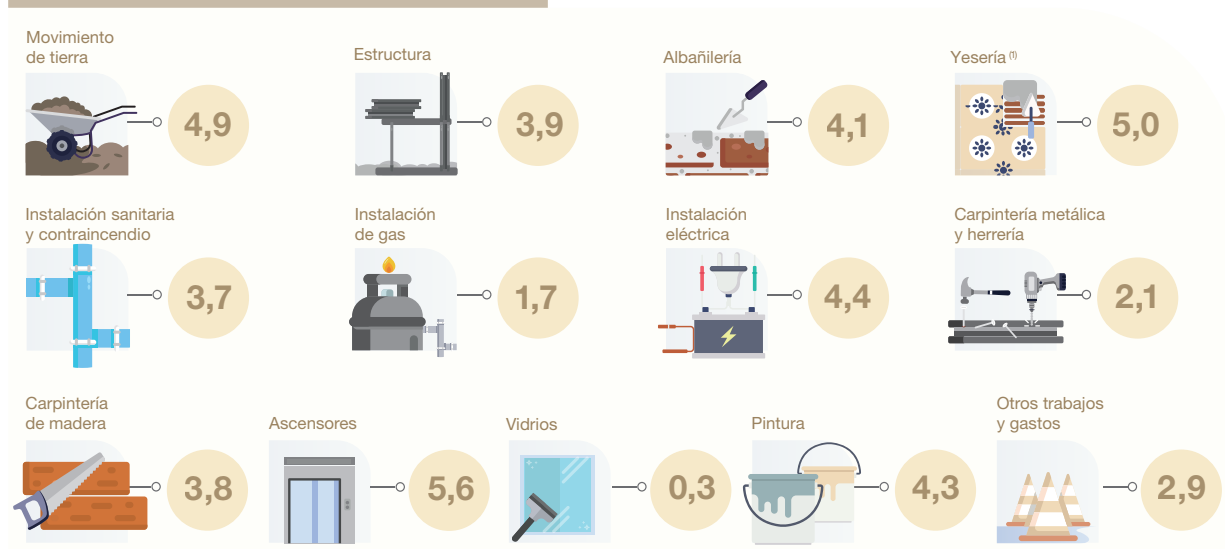 Movimiento
de tierra
4,9
Estructura
3,9
Albañilería
4,1
Yesería (1)
5,0
Instalación sanitaria
y contraincendio
3,7
Instalación
de gas
1,7
Instalación
eléctrica
4,4
Carpintería metálica
y herrería
2,1
Carpintería
de madera
3,8
Ascensores
5,6
Vidrios
0,3
Pintura
4,3
Otros trabajos
y gastos
2,9